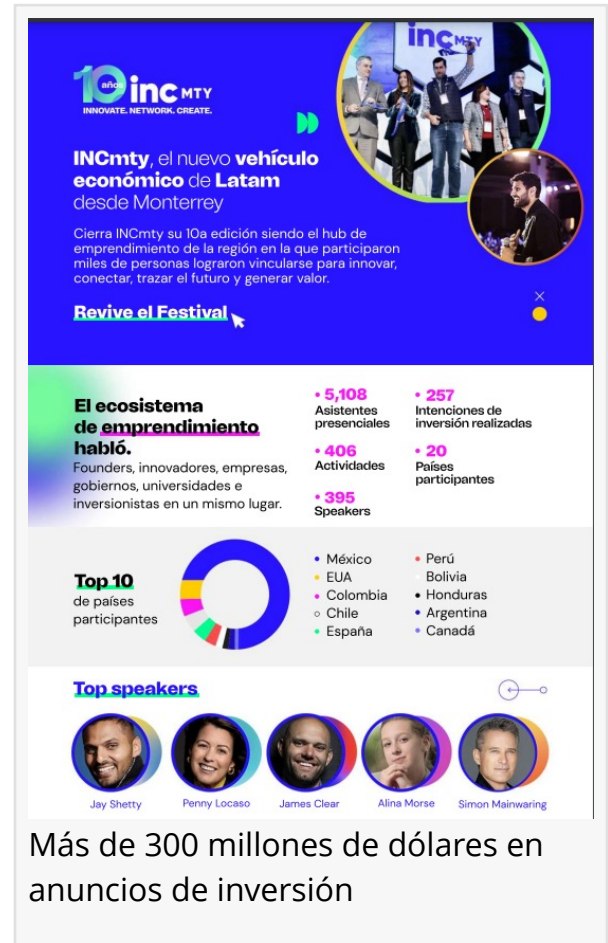 inc MTY
10 años inc MTY
INNOVATE. NETWORK. CREATE.
INCmty, el nuevo vehículo
económico de Latam
desde Monterrey
Cierra INCmty su 10a edición siendo el hub de
emprendimiento de la región en la que participaron
miles de personas lograron vincularse para innovar,
conectar, trazar el futuro y generar valor.
Revive el Festival
El ecosistema
de emprendimiento
habló.
Founders, innovadores, empresas,
gobiernos, universidades e
inversionistas en un mismo lugar.
• 5,108
Asistentes
presenciales
• 406
Actividades
• 395
Speakers
• 257
Intenciones de
inversión realizadas
• 20
Países
participantes
Top 10
de países
participantes
• México
• EUA
• Colombia
○ Chile
• España
• Perú
• Bolivia
• Honduras
• Argentina
• Canadá
Top speakers
Jay Shetty
Penny Locaso
James Clear
Alina Morse
Simon Mainwaring
Más de 300 millones de dólares en
anuncios de inversión